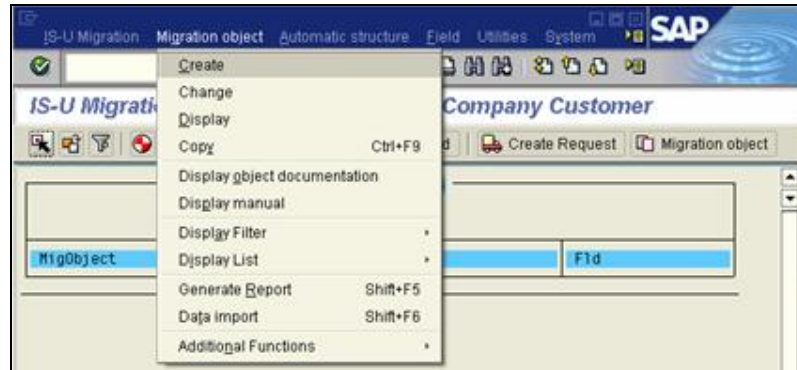 IS-U Migration Migration object Automatic structure Field Utilities System SAP
IS-U Migrati Company Customer
Create Request Migration object
Create
Change
Display
Copy Ctrl+F9
Display object documentation
Display manual
Display Filter
Display List
Generate Report Shift+F5
Data import Shift+F6
Additional Functions
MigObject Fld